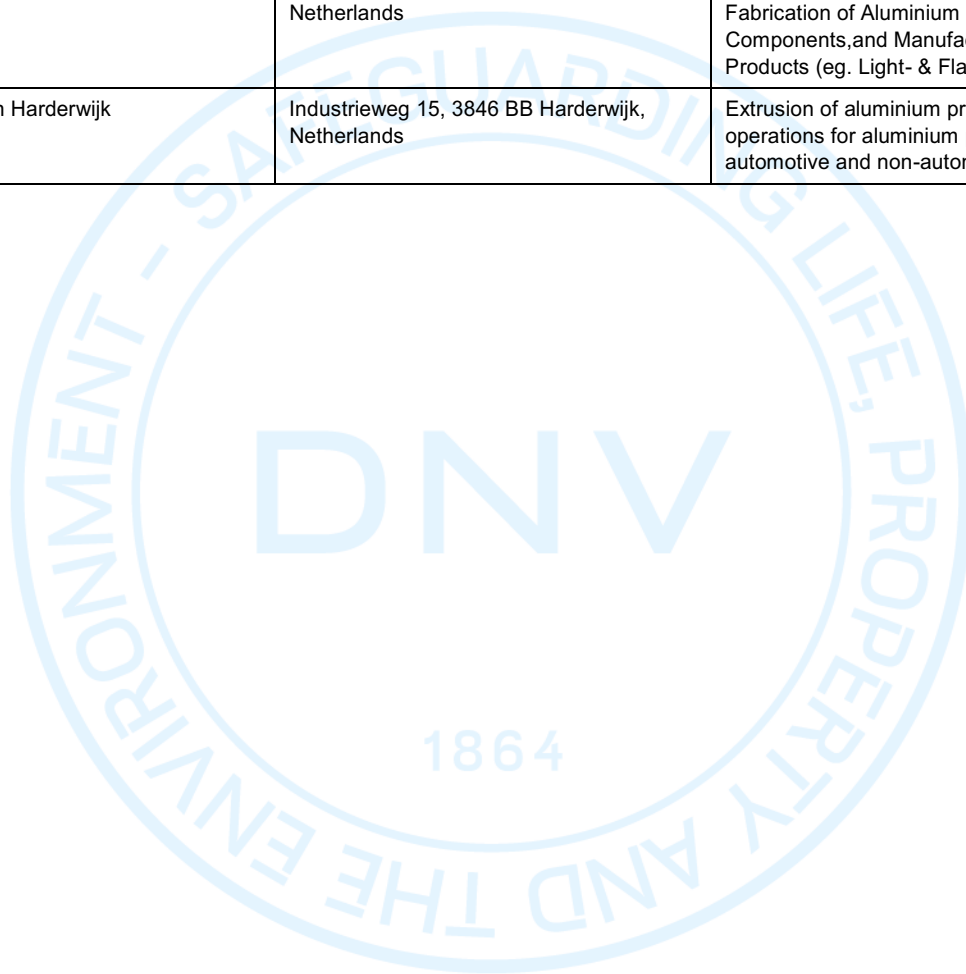 Netherlands
Fabrication of Aluminium
Components,and Manufa
Products (eg. Light- & Fla
Harderwijk
Industrieweg 15, 3846 BB Harderwijk,
Netherlands
Extrusion of aluminium pr
operations for aluminium
automotive and non-auto
SAFEGUARDING LIFE, PROPERTY AND THE ENVIRONMENT -
DNV
1864